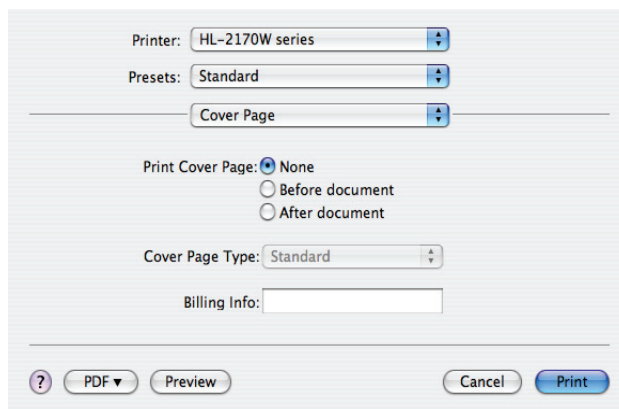 Printer: HL-2170W series
Presets: Standard
Cover Page
Print Cover Page: None
Before document
After document
Cover Page Type: Standard
Billing Info:
? PDF▼ Preview Cancel Print